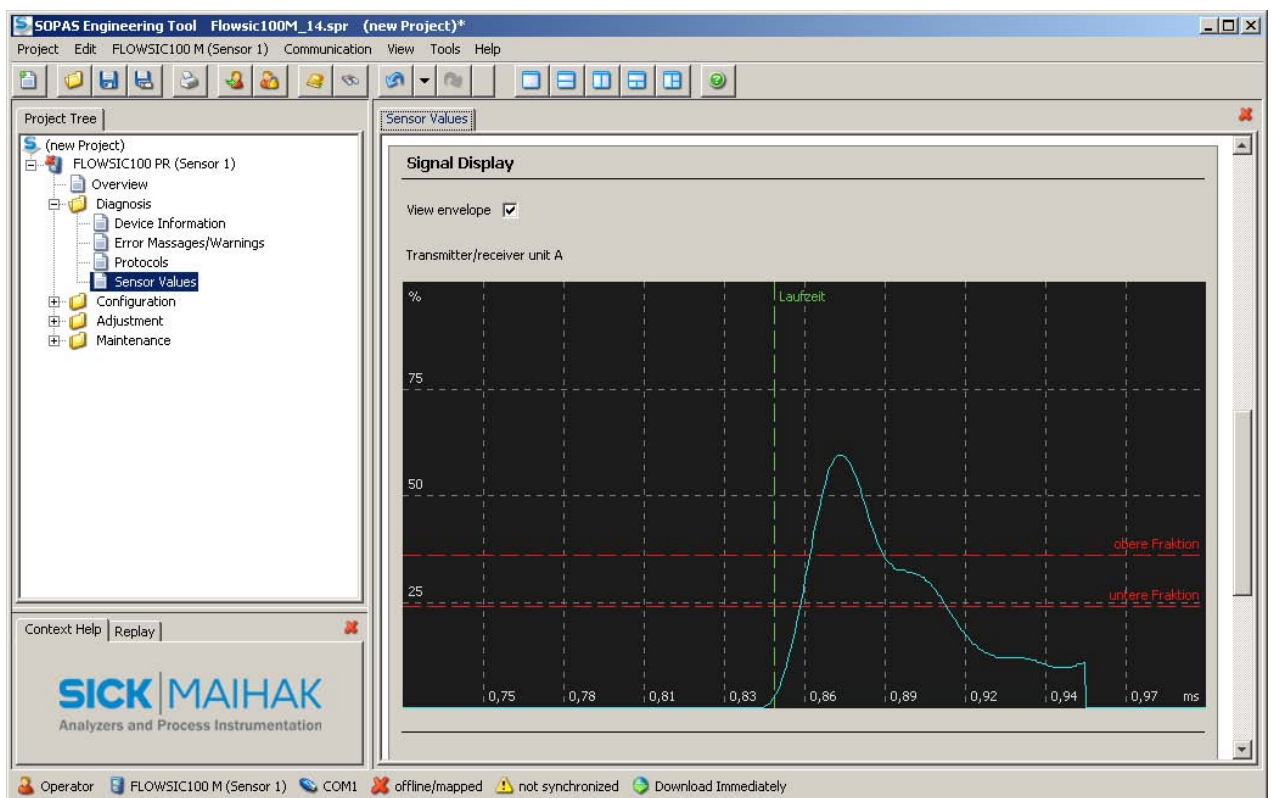 SOPAS Engineering Tool Flowsic100M_14.spr (new Project)*
Project Edit FLOWSIC100 M (Sensor 1) Communication View Tools Help
Project Tree
(new Project)
FLOWSIC100 PR (Sensor 1)
Overview
Diagnosis
Device Information
Error Massages/Warnings
Protocols
Sensor Values
Configuration
Adjustment
Maintenance
Context Help Replay
SICK MAIHAK
Analyzers and Process Instrumentation
Sensor Values
Signal Display
View envelope
Transmitter/receiver unit A
%
Laufzeit
75
50
obere Fraktion
25
untere Fraktion
0,75 0,78 0,81 0,83 0,86 0,89 0,92 0,94 0,97 ms
Operator FLOWSIC100 M (Sensor 1) COM1 offline/mapped not synchronized Download Immediately